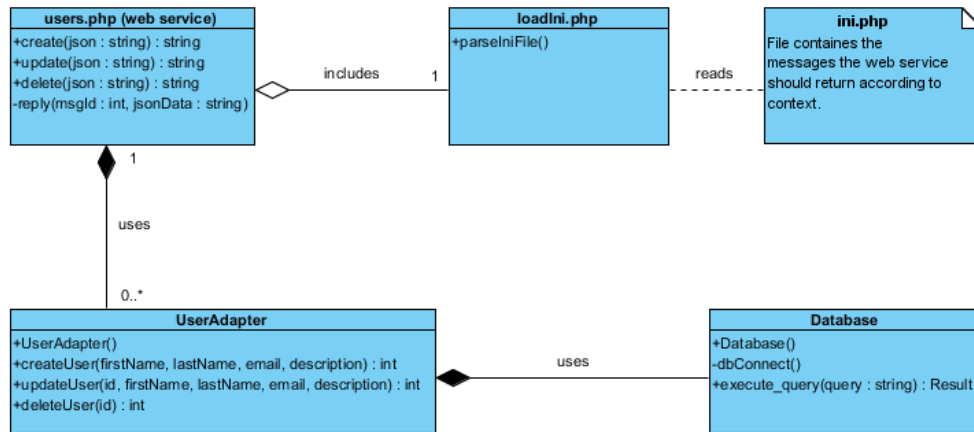 users.php (web service)
+create(json : string) : string
+update(json : string) : string
+delete(json : string) : string
-reply(msgId : int, jsonData : string)
includes
1
loadIni.php
+parseIniFile()
reads
ini.php
File containes the
messages the web service
should return according to
context.
1
uses
0..*
UserAdapter
+UserAdapter()
+createUser(firstName, lastName, email, description) : int
+updateUser(id, firstName, lastName, email, description) : int
+deleteUser(id) : int
uses
Database
+Database()
-dbConnect()
+execute_query(query : string) : Result